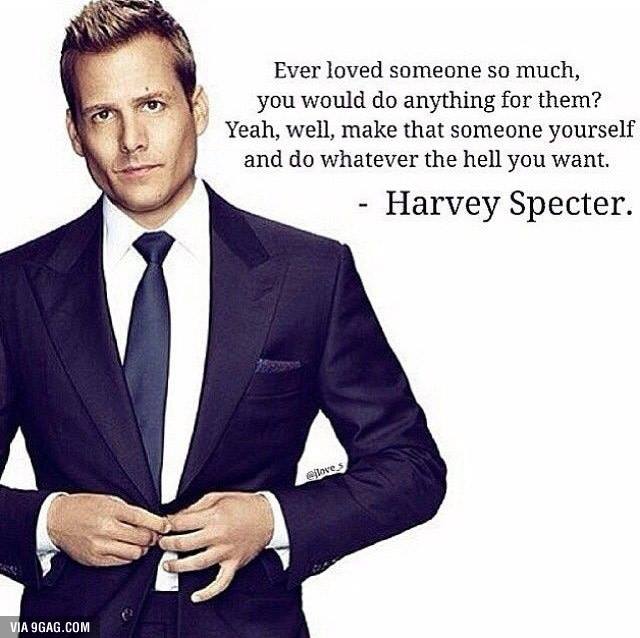 Ever loved someone so much,
you would do anything for them?
Yeah, well, make that someone yourself
and do whatever the hell you want.
- Harvey Specter.
@jlove_s
VIA 9GAG.COM